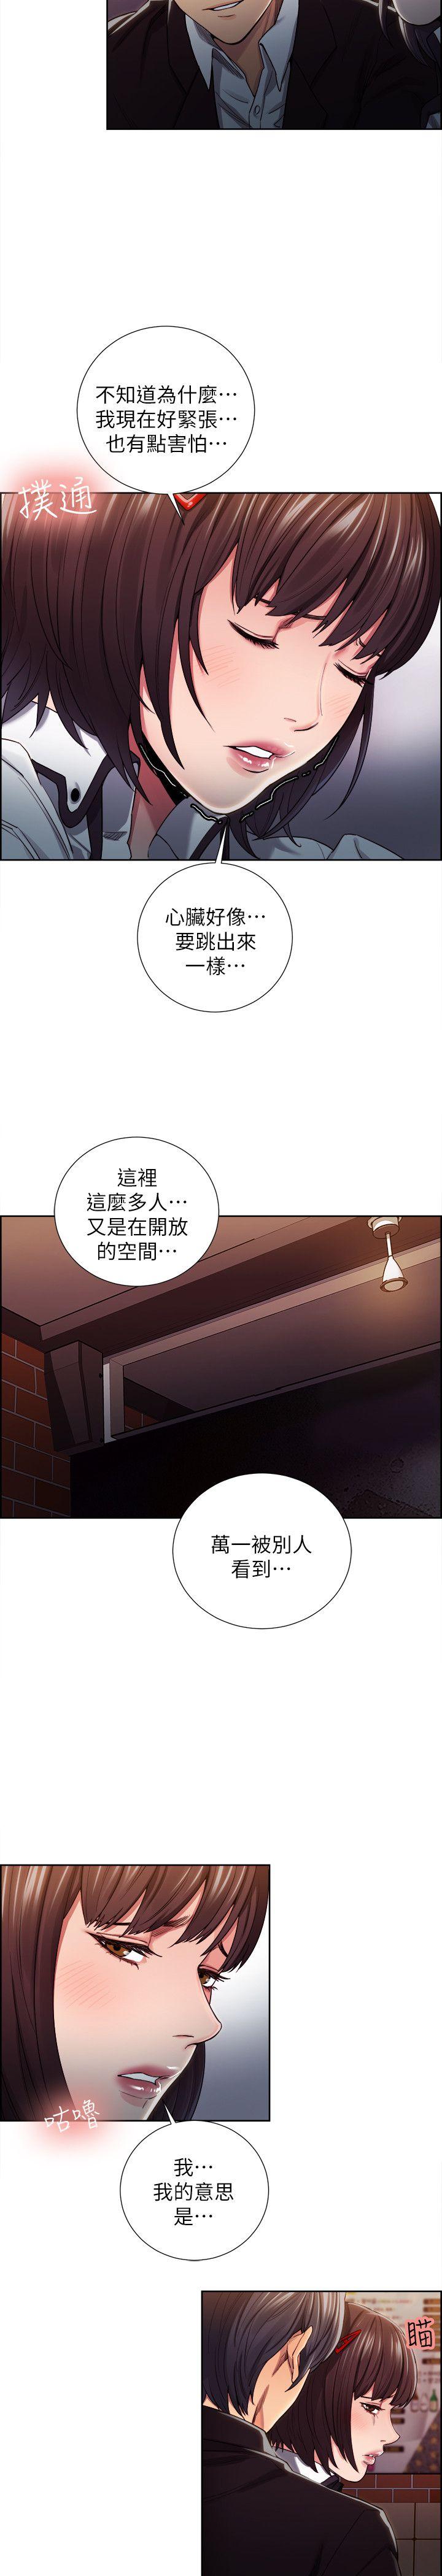 不知道為什麼…
我現在好緊張…
也有點害怕…
撲通
心臟好像…
要跳出來
一樣…
這裡
這麼多人…
又是在開放
的空間…
萬一被別人
看到…
咕嚕
我…
我的意思
是…
瞄